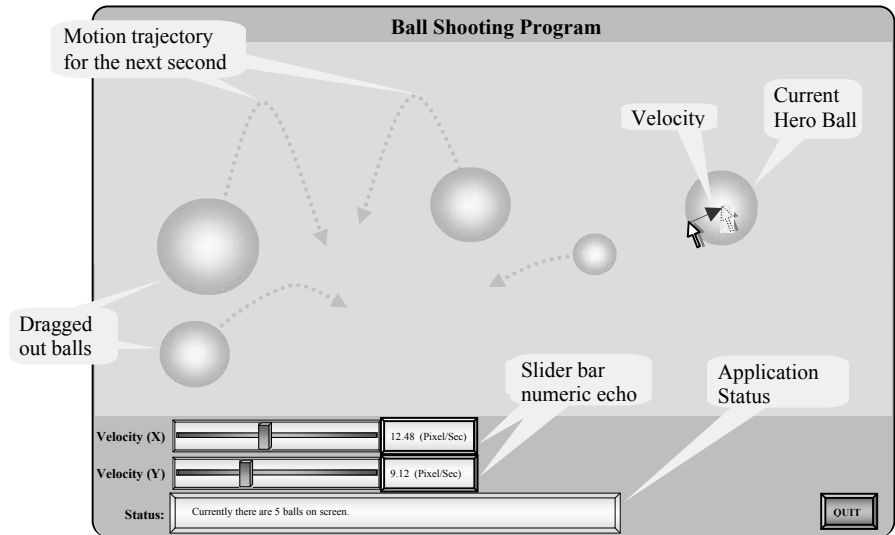 Ball Shooting Program
Motion trajectory
for the next second
Velocity
Current
Hero Ball
Dragged
out balls
Slider bar
numeric echo
Application
Status
Velocity (X)
12.48 (Pixel/Sec)
Velocity (Y)
9.12 (Pixel/Sec)
Status:
Currently there are 5 balls on screen.
QUIT